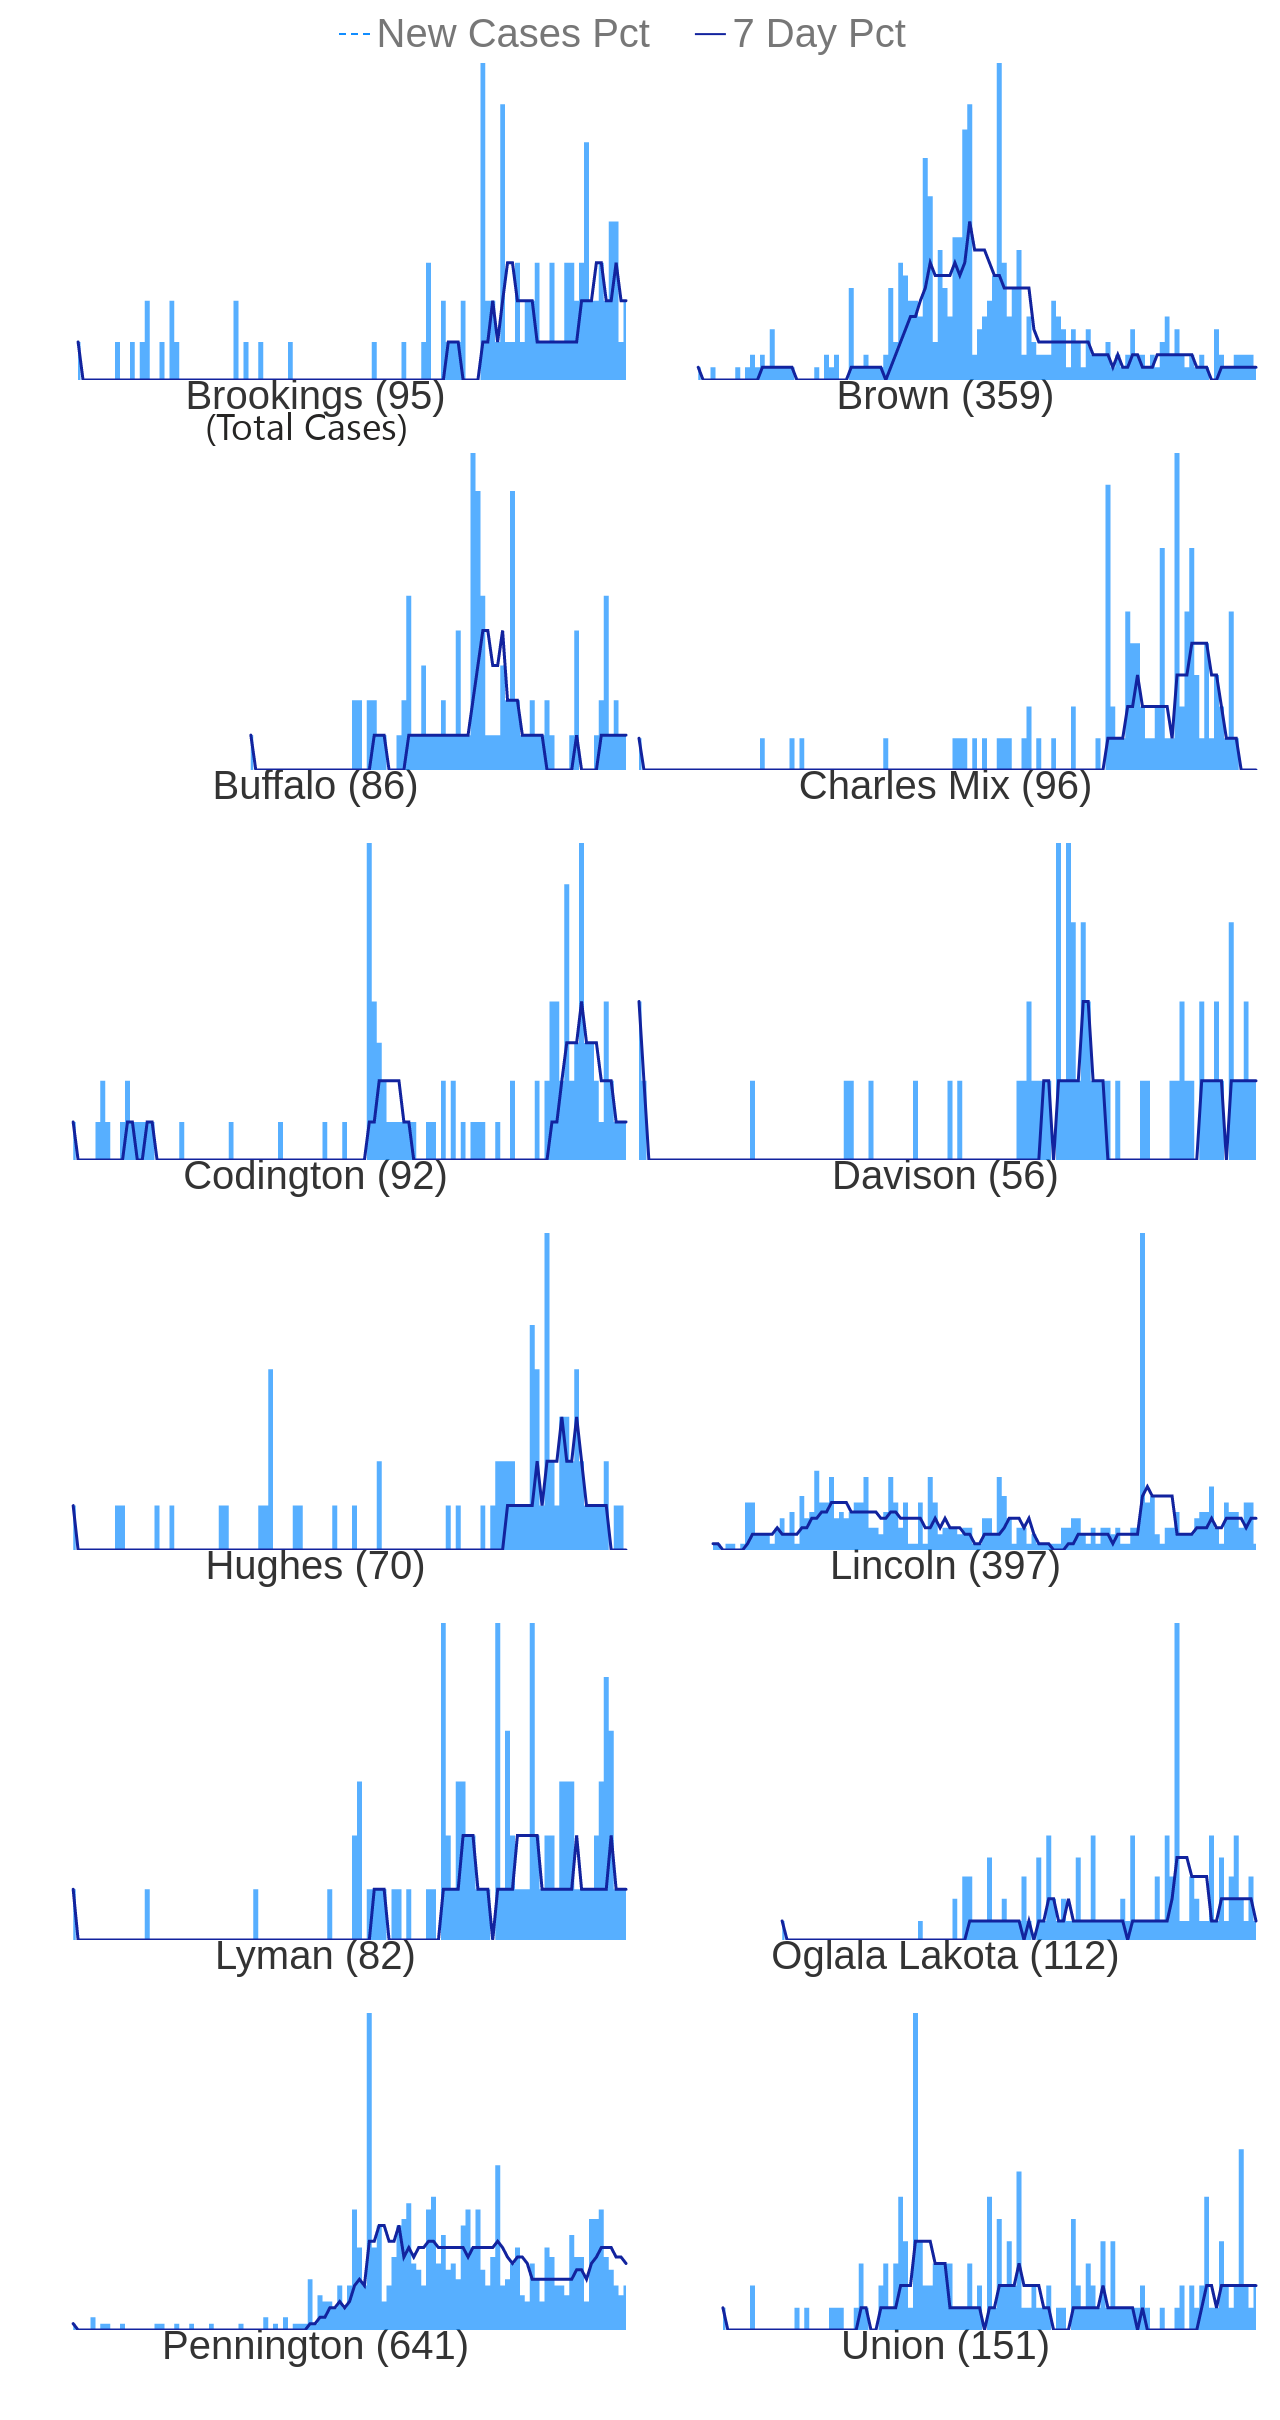 New Cases Pct 7 Day Pct
Brookings (95) Brown (359)
(Total Cases)
Buffalo (86) Charles Mix (96)
Codington (92) Davison (56)
Hughes (70) Lincoln (397)
Lyman (82) Oglala Lakota (112)
Pennington (641) Union (151)